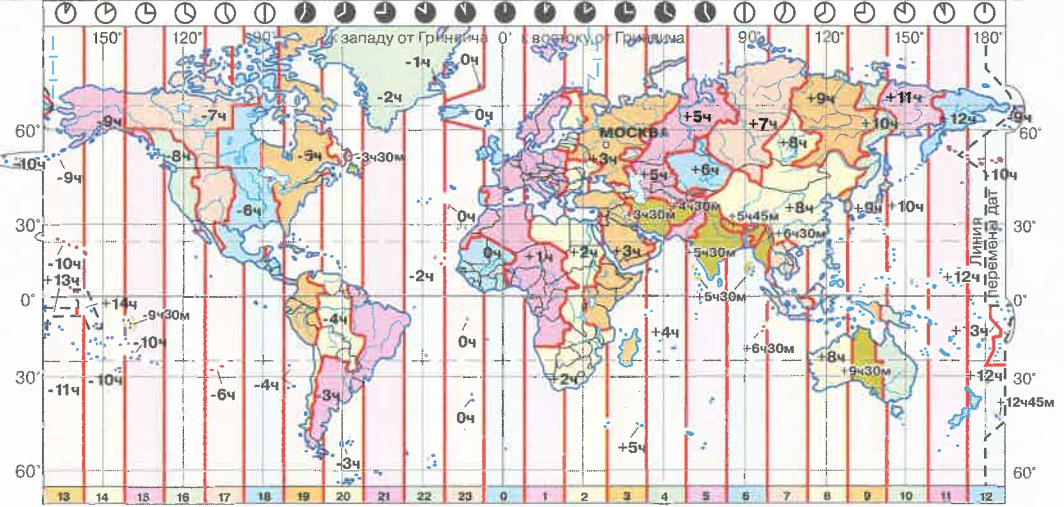 150° 120° 90° к западу от Гринвича 0° к востоку от Гринвича 90° 120° 150° 180°
-1ч 0ч
-2ч 0ч 0ч
-9ч -7ч +5ч +7ч +9ч +11ч +10ч +12ч -9ч
60° МОСКВА 60°
-8ч -3ч30м +3ч +8ч
-10ч -9ч +5ч +6ч +10ч
-6ч 0ч +3ч30м +4ч30м +5ч45м +8ч +9ч +10ч
30° +6ч30м 30°
-10ч 0ч +1ч +2ч +3ч +5ч30м
+13ч -2ч +12ч
Линия перемены дат
0° +14ч +5ч30м 0°
-9ч30м -4ч +4ч +13ч
-10ч 0ч +6ч30м +8ч
+9ч30м
30° -11ч -10ч -6ч -4ч -3ч +2ч +12ч 30°
+12ч45м
0ч
-3ч +5ч
60° 60°
13 14 15 16 17 18 19 20 21 22 23 0 1 2 3 4 5 6 7 8 9 10 11 12